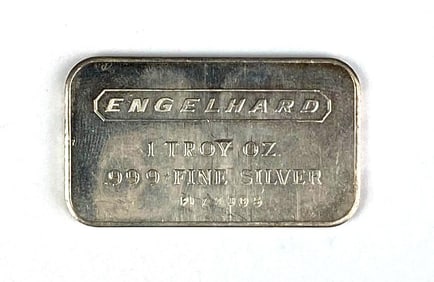 ENGELHARD
1 TROY OZ.
.999+FINE SILVER